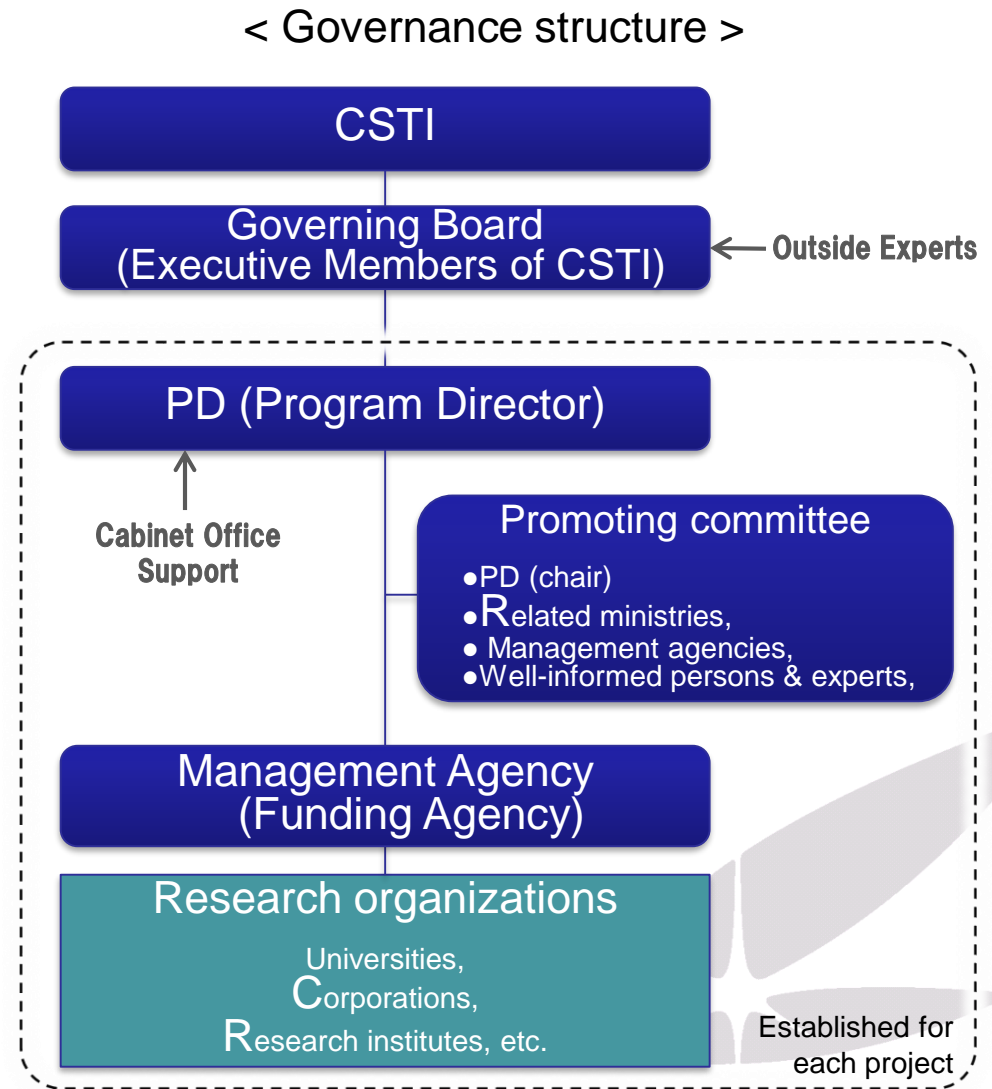 < Governance structure >
CSTI
Governing Board
(Executive Members of CSTI)
Outside Experts
PD (Program Director)
Cabinet Office
Support
Promoting committee
●PD (chair)
●Related ministries,
● Management agencies,
●Well-informed persons & experts,
Management Agency
(Funding Agency)
Research organizations
Universities,
Corporations,
Research institutes, etc.
Established for
each project